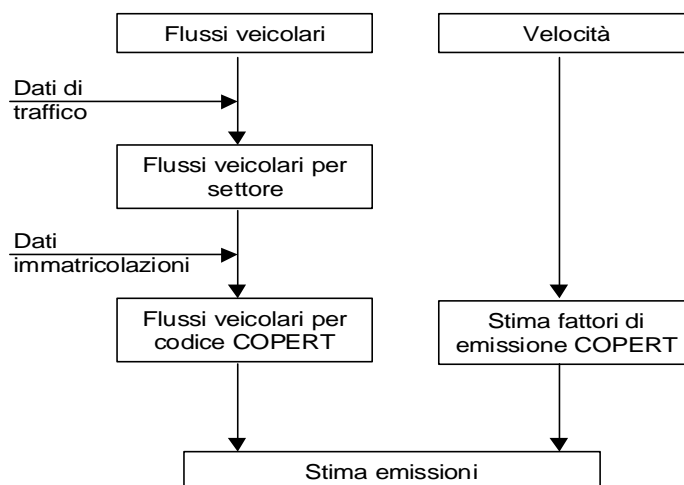 Flussi veicolari
Velocità
Dati di
traffico
Flussi veicolari per
settore
Dati
immatricolazioni
Flussi veicolari per
codice COPERT
Stima fattori di
emissione COPERT
Stima emissioni